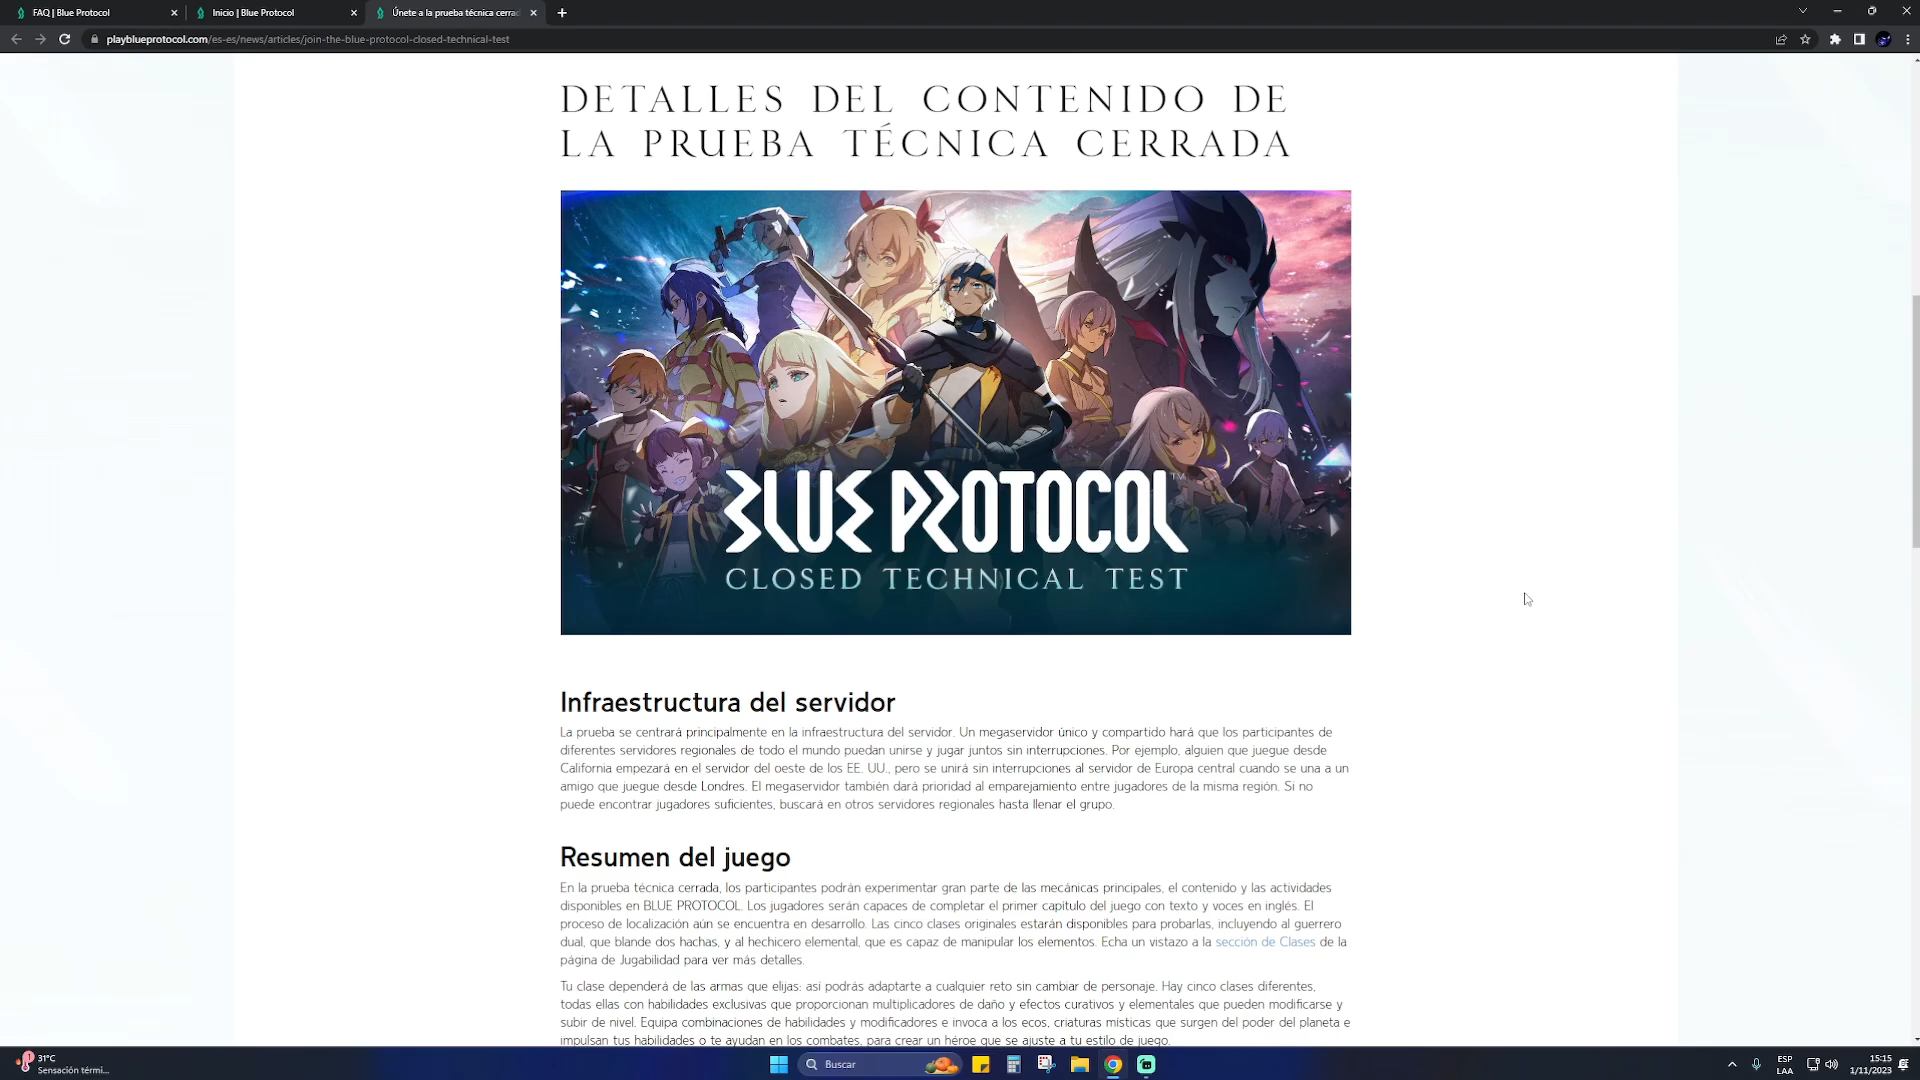 FAQ | Blue Protocol
Inicio | Blue Protocol
Únete a la prueba técnica cerrad
playblueprotocol.com/es-es/news/articles/join-the-blue-protocol-closed-technical-test
DETALLES DEL CONTENIDO DE
LA PRUEBA TÉCNICA CERRADA
BLUE PROTOCOL™
CLOSED TECHNICAL TEST
Infraestructura del servidor
La prueba se centrará principalmente en la infraestructura del servidor. Un megaservidor único y compartido hará que los participantes de
diferentes servidores regionales de todo el mundo puedan unirse y jugar juntos sin interrupciones. Por ejemplo, alguien que juegue desde
California empezará en el servidor del oeste de los EE. UU., pero se unirá sin interrupciones al servidor de Europa central cuando se una a un
amigo que juegue desde Londres. El megaservidor también dará prioridad al emparejamiento entre jugadores de la misma región. Si no
puede encontrar jugadores suficientes, buscará en otros servidores regionales hasta llenar el grupo.
Resumen del juego
En la prueba técnica cerrada, los participantes podrán experimentar gran parte de las mecánicas principales, el contenido y las actividades
disponibles en BLUE PROTOCOL. Los jugadores serán capaces de completar el primer capítulo del juego con texto y voces en inglés. El
proceso de localización aún se encuentra en desarrollo. Las cinco clases originales estarán disponibles para probarlas, incluyendo al guerrero
dual, que blande dos hachas, y al hechicero elemental, que es capaz de manipular los elementos. Echa un vistazo a la sección de Clases de la
página de Jugabilidad para ver más detalles.
Tu clase dependerá de las armas que elijas: así podrás adaptarte a cualquier reto sin cambiar de personaje. Hay cinco clases diferentes,
todas ellas con habilidades exclusivas que proporcionan multiplicadores de daño y efectos curativos y elementales que pueden modificarse y
subir de nivel. Equipa combinaciones de habilidades y modificadores e invoca a los ecos, criaturas místicas que surgen del poder del planeta e
impulsan tus habilidades o te ayudan en los combates, para crear un héroe que se ajuste a tu estilo de juego.
1
31°C
Sensación térmi...
Buscar
ESP
LAA
15:15
1/11/2023